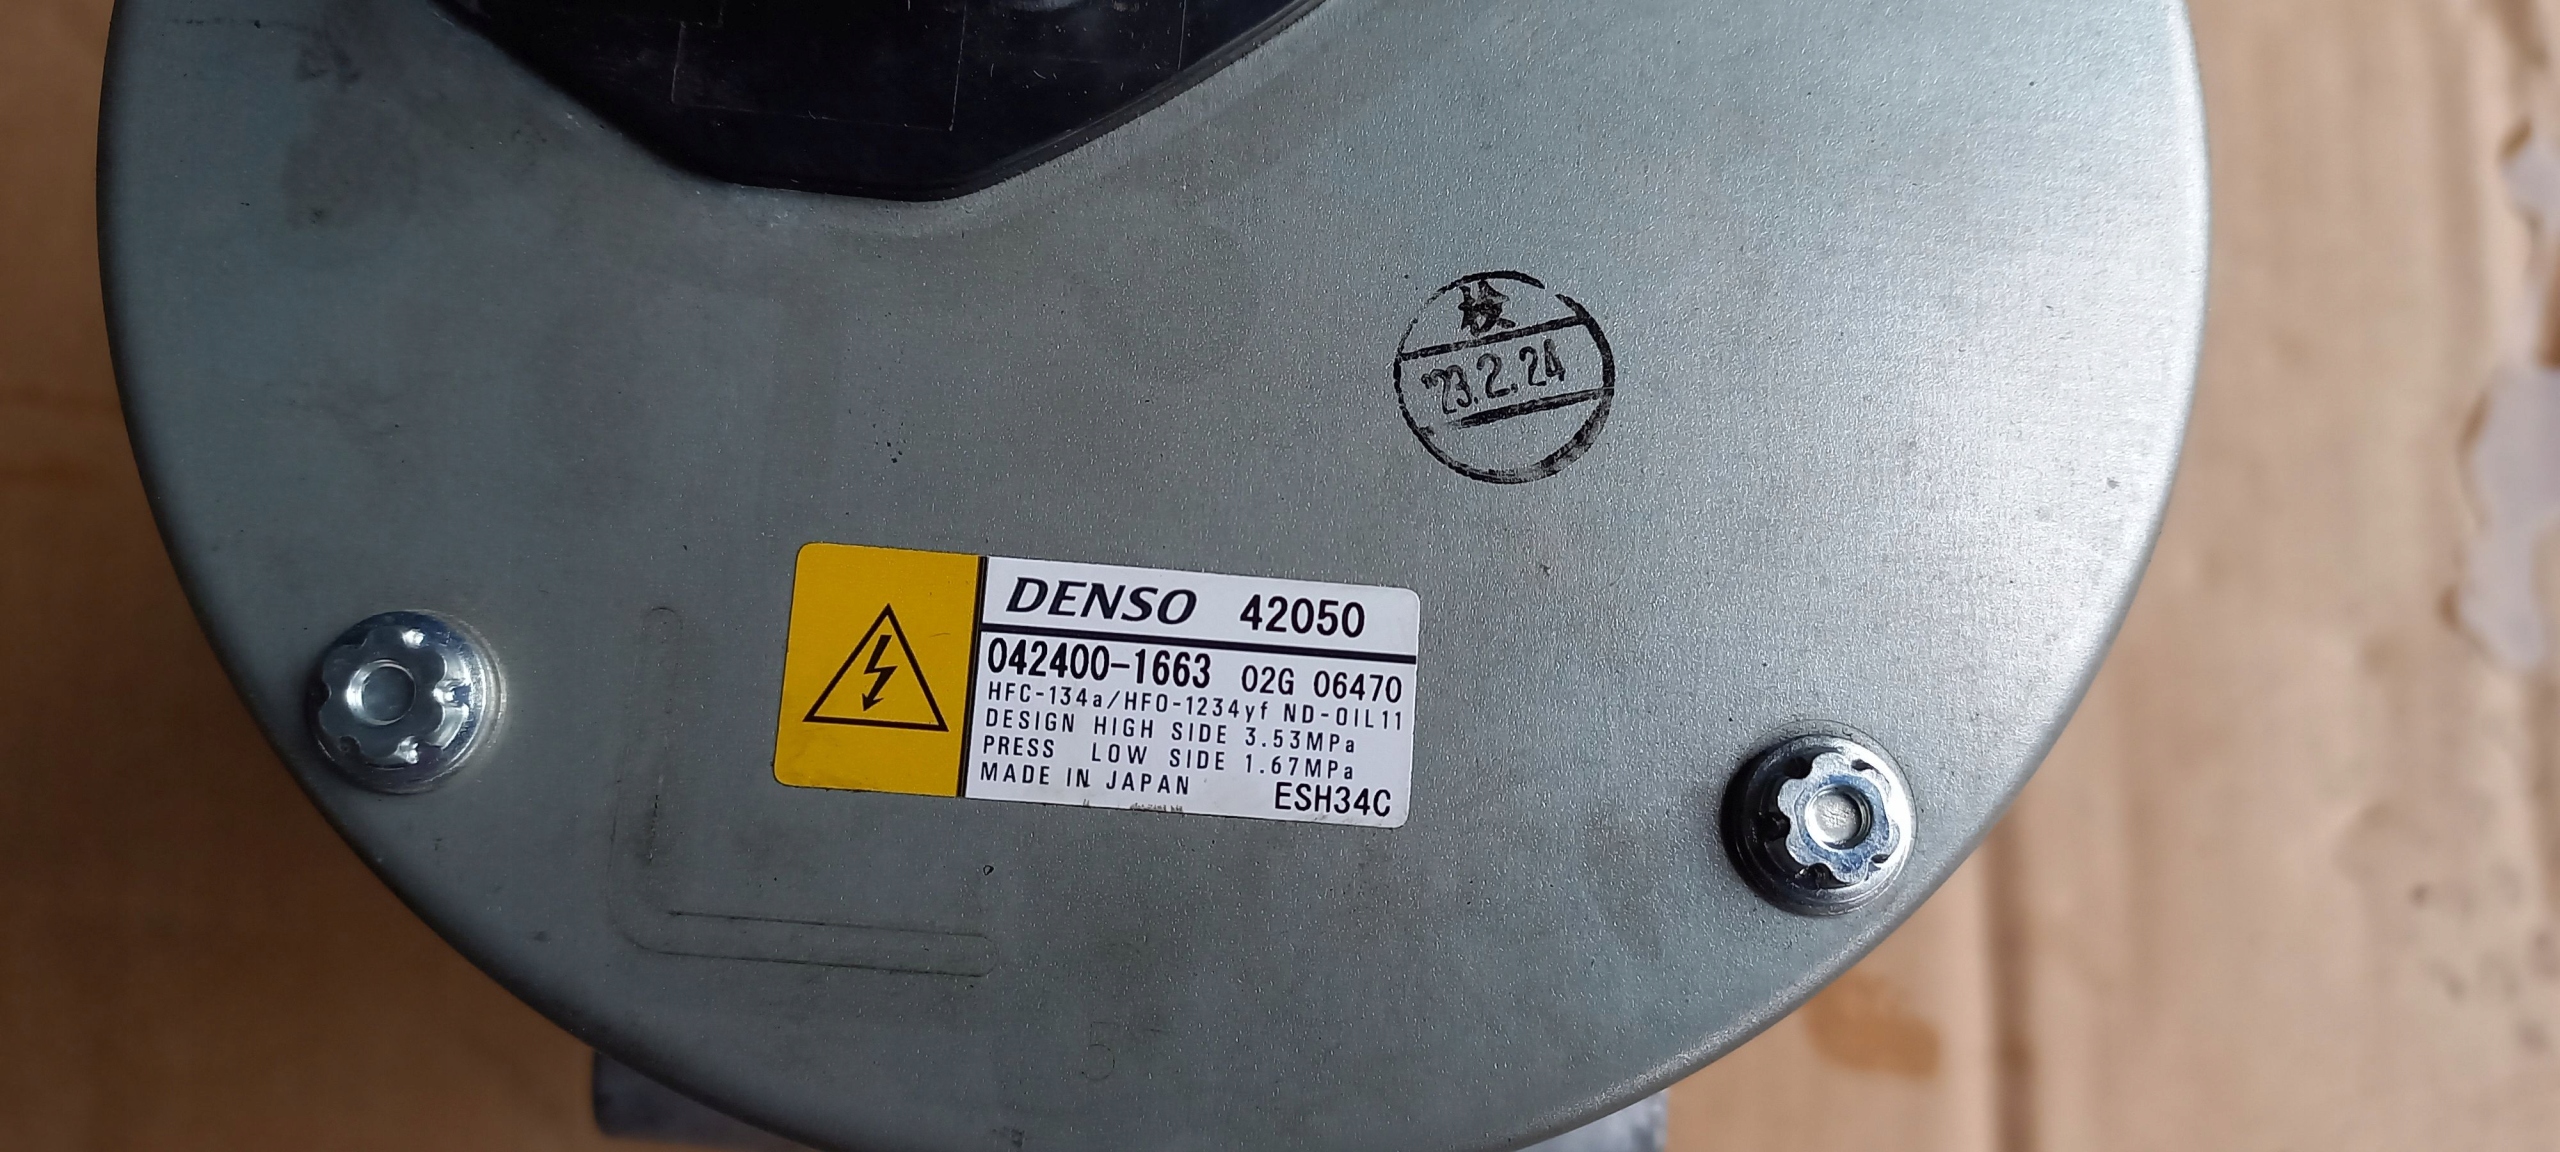 検
'23.2.24
DENSO 42050
042400-1663 02G 06470
HFC-134a/HFO-1234yf ND-OIL11
DESIGN HIGH SIDE 3.53MPa
PRESS LOW SIDE 1.67MPa
MADE IN JAPAN ESH34C
5